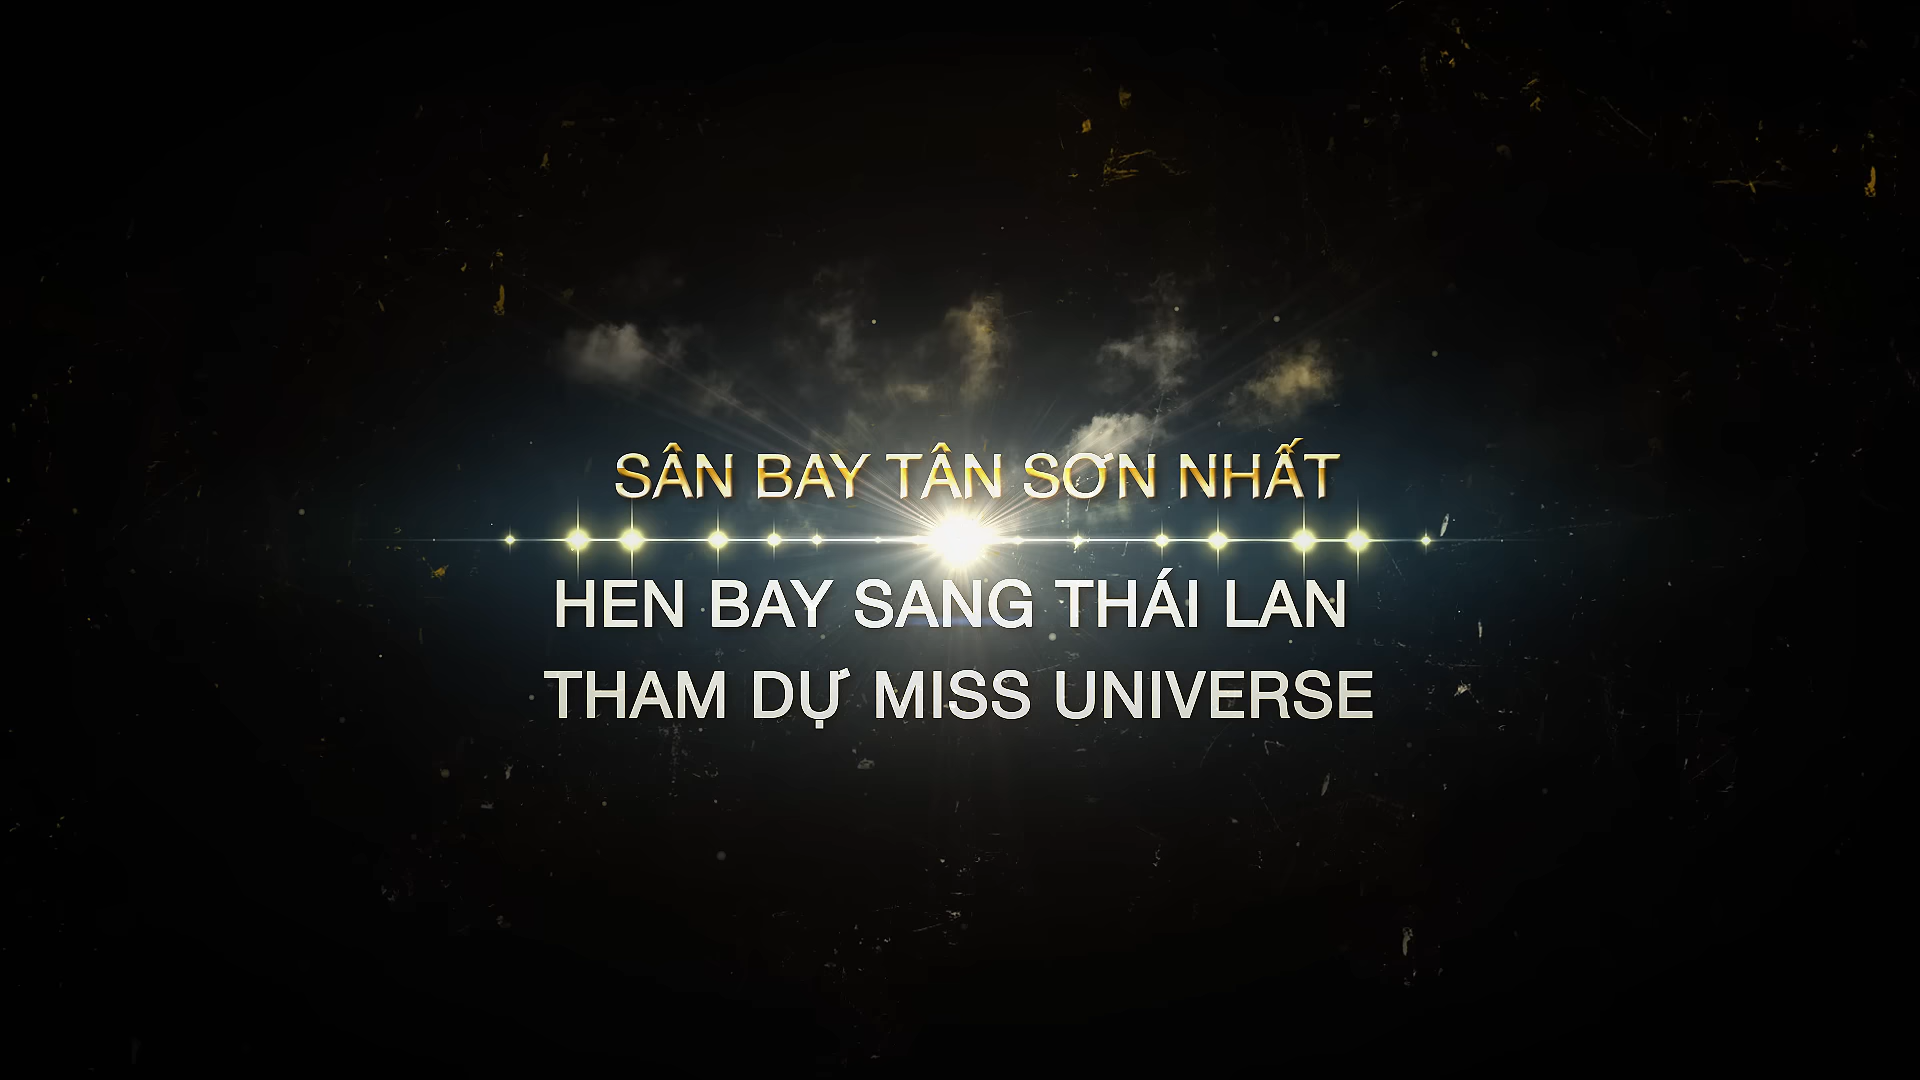 SÂN BAY TÂN SƠN NHẤT
HEN BAY SANG THÁI LAN
THAM DỰ MISS UNIVERSE